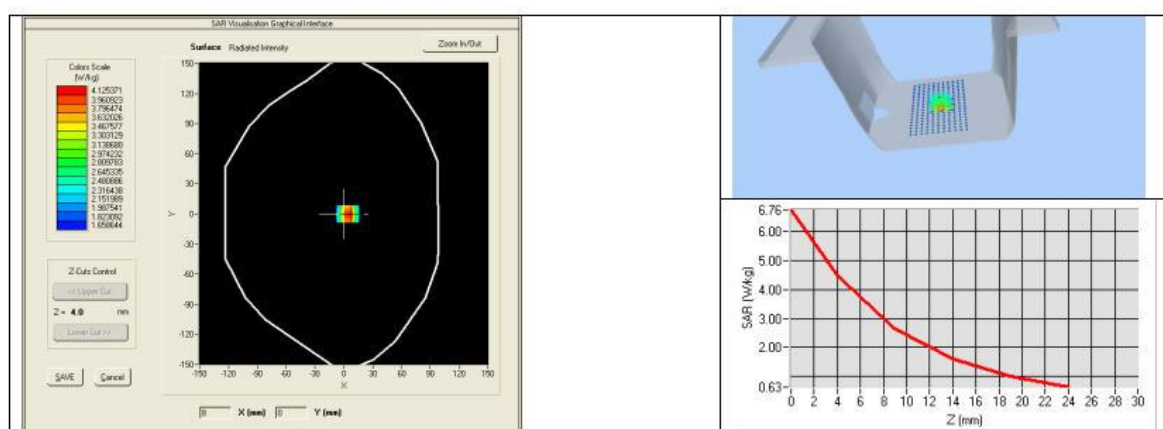 SAR Visualisation Graphical Interface
Surface Radiated Intensity
Zoom In/Out
Colors Scale
(W/kg)
4.125371
3.960923
3.796474
3.632026
3.467577
3.303129
3.138680
2.974232
2.809783
2.645335
2.480886
2.316438
2.151989
1.987541
1.823092
1.658644
Z-Cuts Control
<< Upper Cut
Z = 4.0 mm
Lower Cut >>
SAVE Cancel
150-
120-
90-
60-
30-
Y 0-
-30-
-60-
-90-
-120-
-150-
-150 -120 -90 -60 -30 0 30 60 90 120 150
X
8 X (mm) 0 Y (mm)
6.76-
6.00-
5.00-
4.00-
3.00-
2.00-
0.63-
SAR (W/kg)
0 2 4 6 8 10 12 14 16 18 20 22 24 26 28 30
Z (mm)